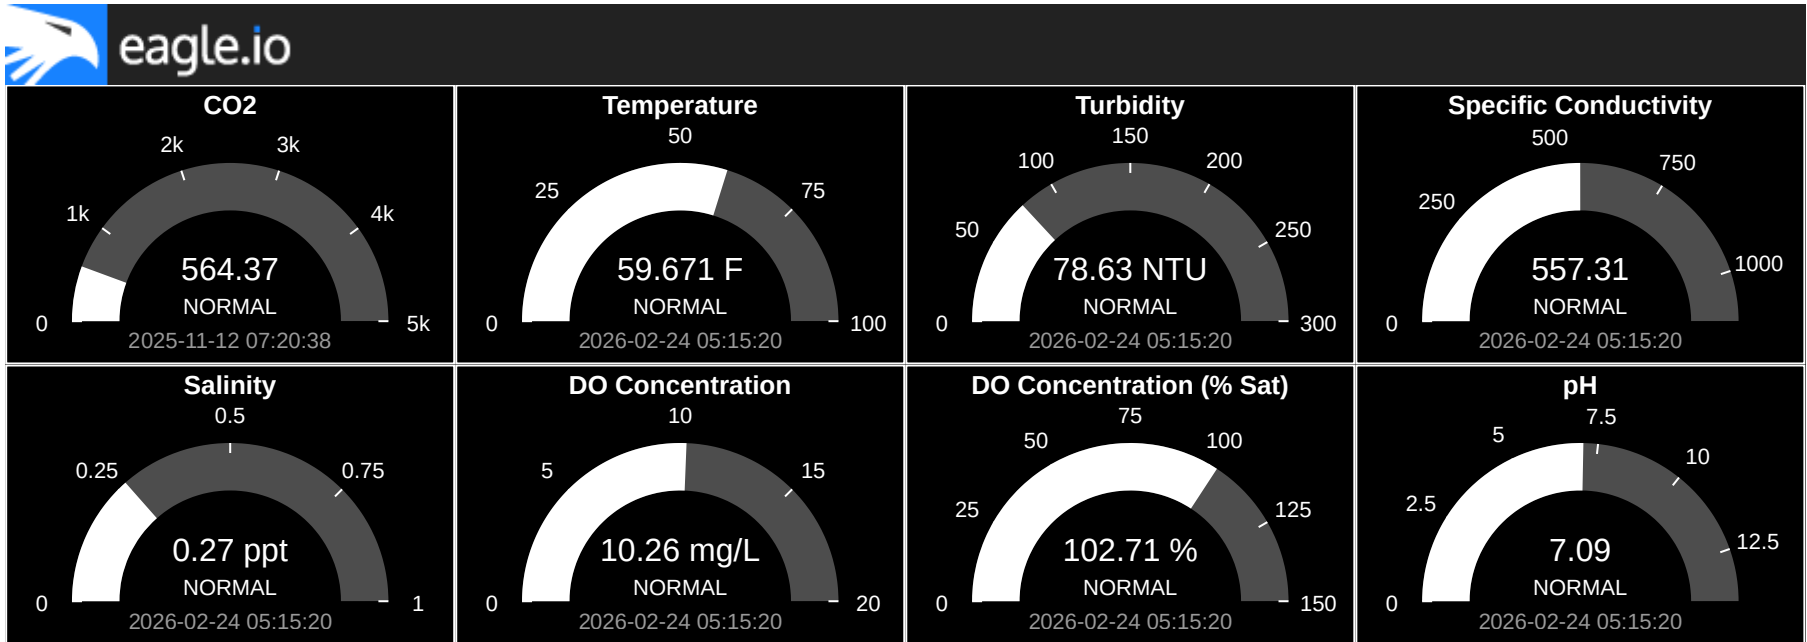 eagle.io
CO2
2k
3k
1k
4k
0
5k
564.37
NORMAL
2025-11-12 07:20:38
Temperature
50
25
75
0
100
59.671 F
NORMAL
2026-02-24 05:15:20
Turbidity
150
100
200
50
250
0
300
78.63 NTU
NORMAL
2026-02-24 05:15:20
Specific Conductivity
500
750
250
1000
0
557.31
NORMAL
2026-02-24 05:15:20
Salinity
0.5
0.25
0.75
0
1
0.27 ppt
NORMAL
2026-02-24 05:15:20
DO Concentration
10
5
15
0
20
10.26 mg/L
NORMAL
2026-02-24 05:15:20
DO Concentration (% Sat)
75
50
100
25
125
0
150
102.71 %
NORMAL
2026-02-24 05:15:20
pH
7.5
5
10
2.5
12.5
0
7.09
NORMAL
2026-02-24 05:15:20